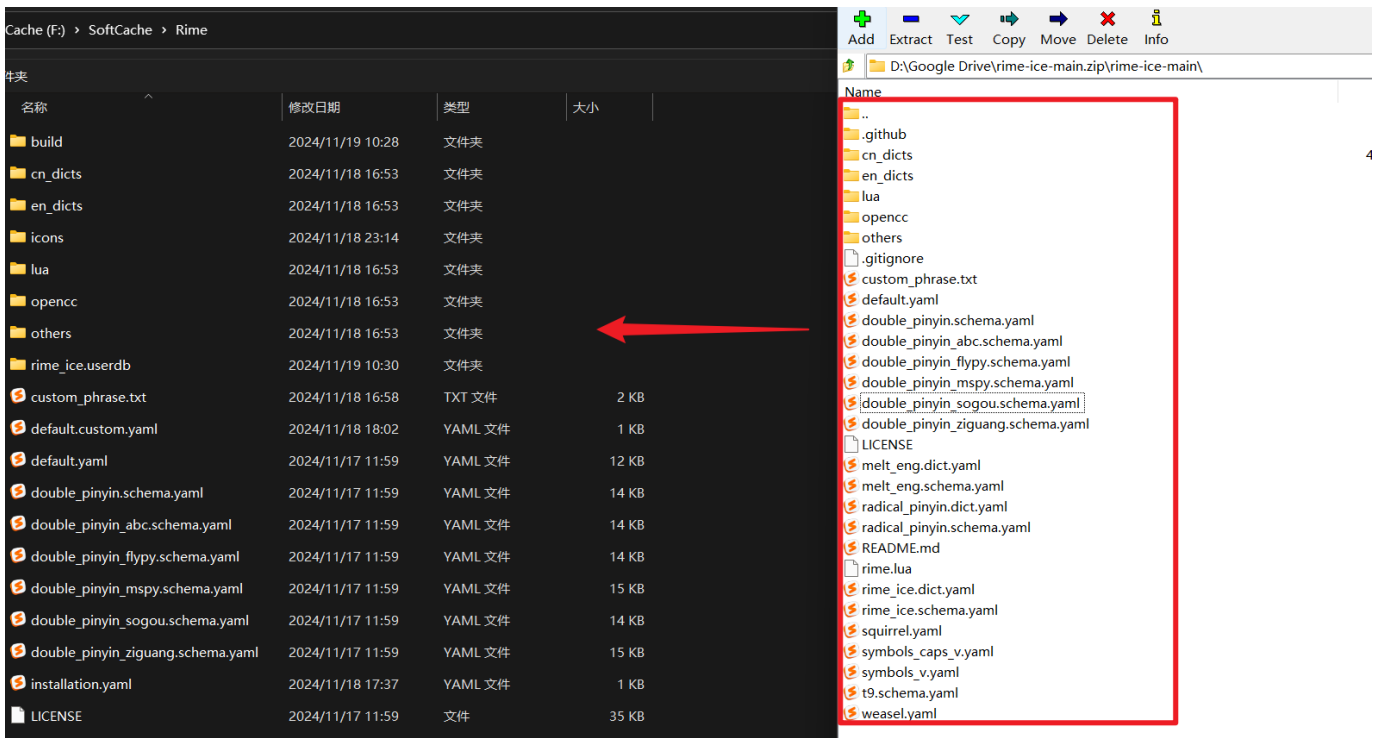 Cache (F:) > SoftCache > Rime
件夹
名称 修改日期 类型 大小
build 2024/11/19 10:28 文件夹
cn_dicts 2024/11/18 16:53 文件夹
en_dicts 2024/11/18 16:53 文件夹
icons 2024/11/18 23:14 文件夹
lua 2024/11/18 16:53 文件夹
opencc 2024/11/18 16:53 文件夹
others 2024/11/18 16:53 文件夹
rime_ice.userdb 2024/11/19 10:30 文件夹
custom_phrase.txt 2024/11/18 16:58 TXT 文件 2 KB
default.custom.yaml 2024/11/18 18:02 YAML 文件 1 KB
default.yaml 2024/11/17 11:59 YAML 文件 12 KB
double_pinyin.schema.yaml 2024/11/17 11:59 YAML 文件 14 KB
double_pinyin_abc.schema.yaml 2024/11/17 11:59 YAML 文件 14 KB
double_pinyin_flypy.schema.yaml 2024/11/17 11:59 YAML 文件 14 KB
double_pinyin_mspy.schema.yaml 2024/11/17 11:59 YAML 文件 15 KB
double_pinyin_sogou.schema.yaml 2024/11/17 11:59 YAML 文件 14 KB
double_pinyin_ziguang.schema.yaml 2024/11/17 11:59 YAML 文件 15 KB
installation.yaml 2024/11/18 17:37 YAML 文件 1 KB
LICENSE 2024/11/17 11:59 文件 35 KB
Add Extract Test Copy Move Delete Info
D:\Google Drive\rime-ice-main.zip\rime-ice-main\
Name
..
.github
cn_dicts 4
en_dicts
lua
opencc
others
.gitignore
custom_phrase.txt
default.yaml
double_pinyin.schema.yaml
double_pinyin_abc.schema.yaml
double_pinyin_flypy.schema.yaml
double_pinyin_mspy.schema.yaml
double_pinyin_sogou.schema.yaml
double_pinyin_ziguang.schema.yaml
LICENSE
melt_eng.dict.yaml
melt_eng.schema.yaml
radical_pinyin.dict.yaml
radical_pinyin.schema.yaml
README.md
rime.lua
rime_ice.dict.yaml
rime_ice.schema.yaml
squirrel.yaml
symbols_caps_v.yaml
symbols_v.yaml
t9.schema.yaml
weasel.yaml